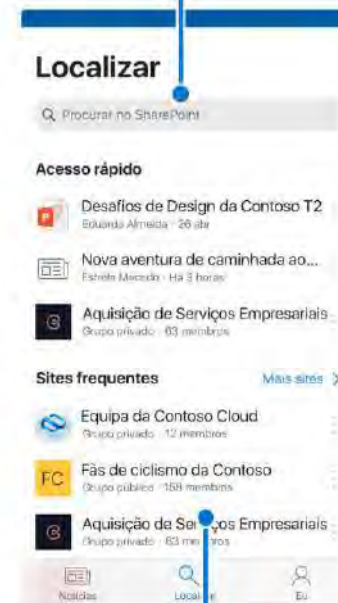 Localizar
Procurar no SharePoint
Acesso rápido
Desafios de Design da Contoso T2
Eduarda Almeida · 26 abr
Nova aventura de caminhada ao...
Estrela Macedo · Há 3 horas
Aquisição de Serviços Empresariais
Grupo privado · 63 membros
Sites frequentes Mais sites
Equipa da Contoso Cloud
Grupo privado · 12 membros
FC
Fãs de ciclismo da Contoso
Grupo público · 158 membros
Aquisição de Serviços Empresariais
Grupo privado · 63 membros
Notícias Localizar Eu